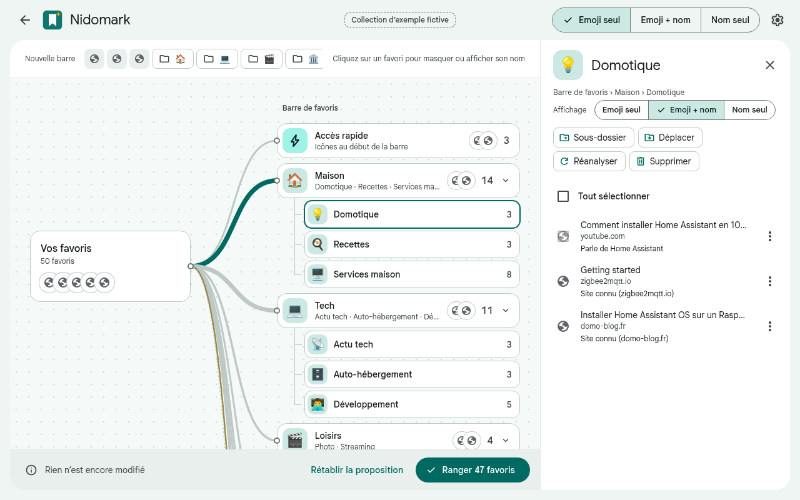 Nidomark
Collection d'exemple fictive
Emoji seul
Emoji + nom
Nom seul
Nouvelle barre
Cliquez sur un favori pour masquer ou afficher son nom
Barre de favoris
Vos favoris
50 favoris
Accès rapide
Icônes au début de la barre
3
Maison
Domotique · Recettes · Services ma...
14
Domotique
3
Recettes
3
Services maison
8
Tech
Actu tech · Auto-hébergement · Dé...
11
Actu tech
3
Auto-hébergement
3
Développement
5
Loisirs
Photo · Streaming
4
Rien n'est encore modifié
Rétablir la proposition
Ranger 47 favoris
Domotique
Barre de favoris › Maison › Domotique
Affichage
Emoji seul
Emoji + nom
Nom seul
Sous-dossier
Déplacer
Réanalyser
Supprimer
Tout sélectionner
Comment installer Home Assistant en 10...
youtube.com
Parle de Home Assistant
Getting started
zigbee2mqtt.io
Site connu (zigbee2mqtt.io)
Installer Home Assistant OS sur un Rasp...
domo-blog.fr
Site connu (domo-blog.fr)